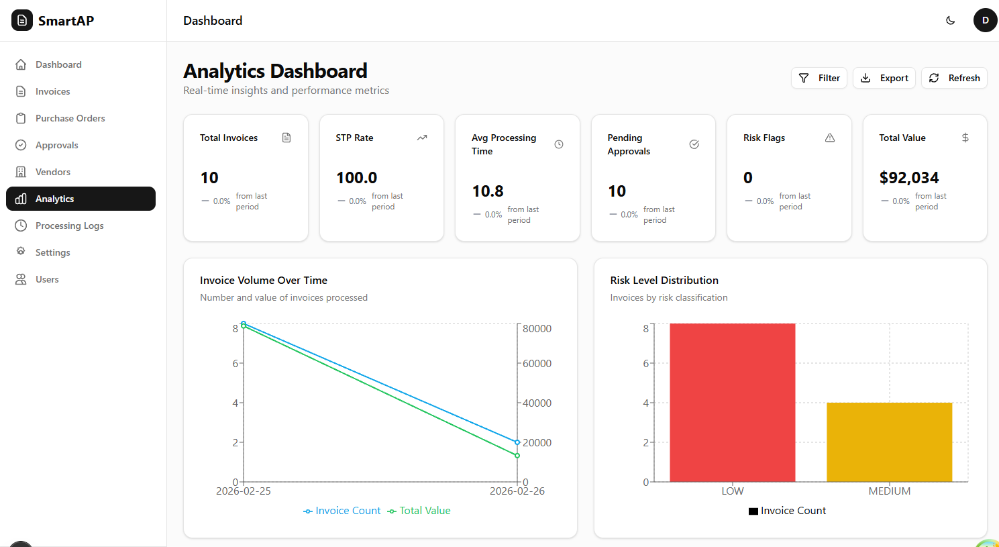 SmartAP
Dashboard
D
Dashboard
Invoices
Purchase Orders
Approvals
Vendors
Analytics
Processing Logs
Settings
Users
Analytics Dashboard
Real-time insights and performance metrics
Filter
Export
Refresh
Total Invoices
10
0.0%
from last
period
STP Rate
100.0
0.0%
from last
period
Avg Processing
Time
10.8
0.0%
from last
period
Pending
Approvals
10
0.0%
from last
period
Risk Flags
0
0.0%
from last
period
Total Value
$92,034
0.0%
from last
period
Invoice Volume Over Time
Number and value of invoices processed
8
6
4
2
0
80000
60000
40000
20000
0
2026-02-25
2026-02-26
Invoice Count
Total Value
Risk Level Distribution
Invoices by risk classification
8
6
4
2
0
LOW
MEDIUM
Invoice Count